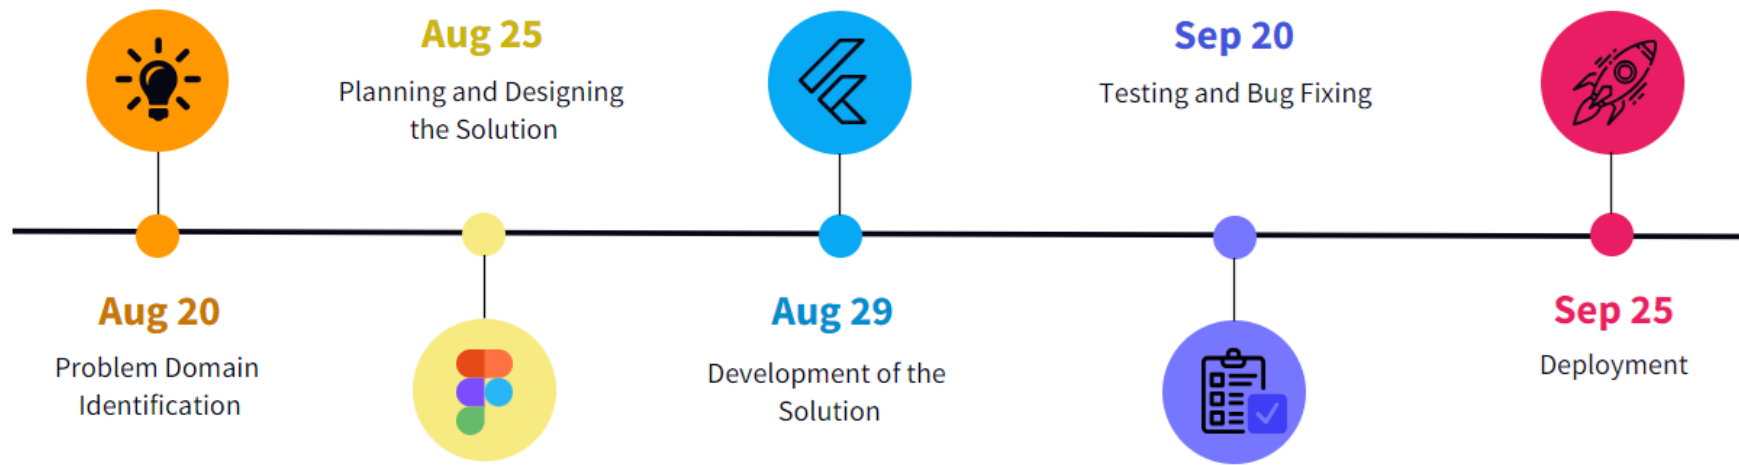 Aug 20
Problem Domain
Identification
Aug 25
Planning and Designing
the Solution
Aug 29
Development of the
Solution
Sep 20
Testing and Bug Fixing
Sep 25
Deployment